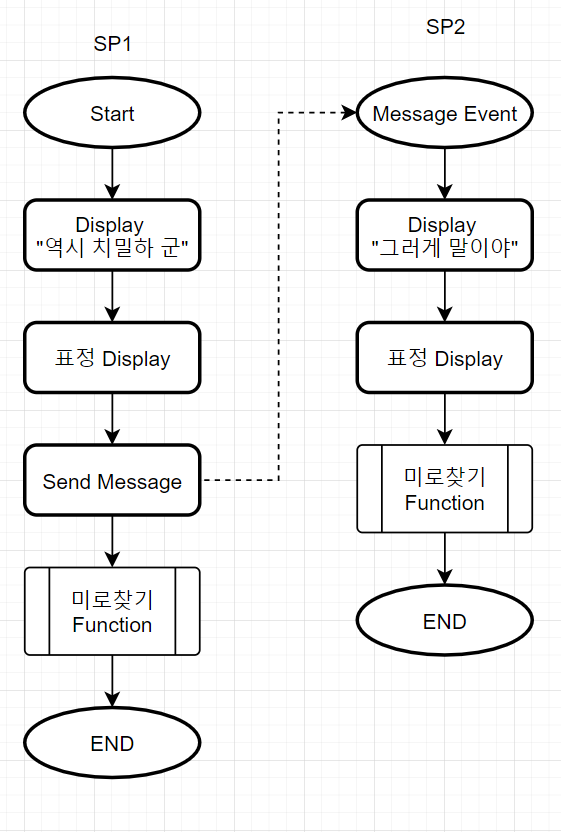 SP1
Start
Display
"역시 치밀하 군"
표정 Display
Send Message
미로찾기
Function
END
SP2
Message Event
Display
"그러게 말이야"
표정 Display
미로찾기
Function
END